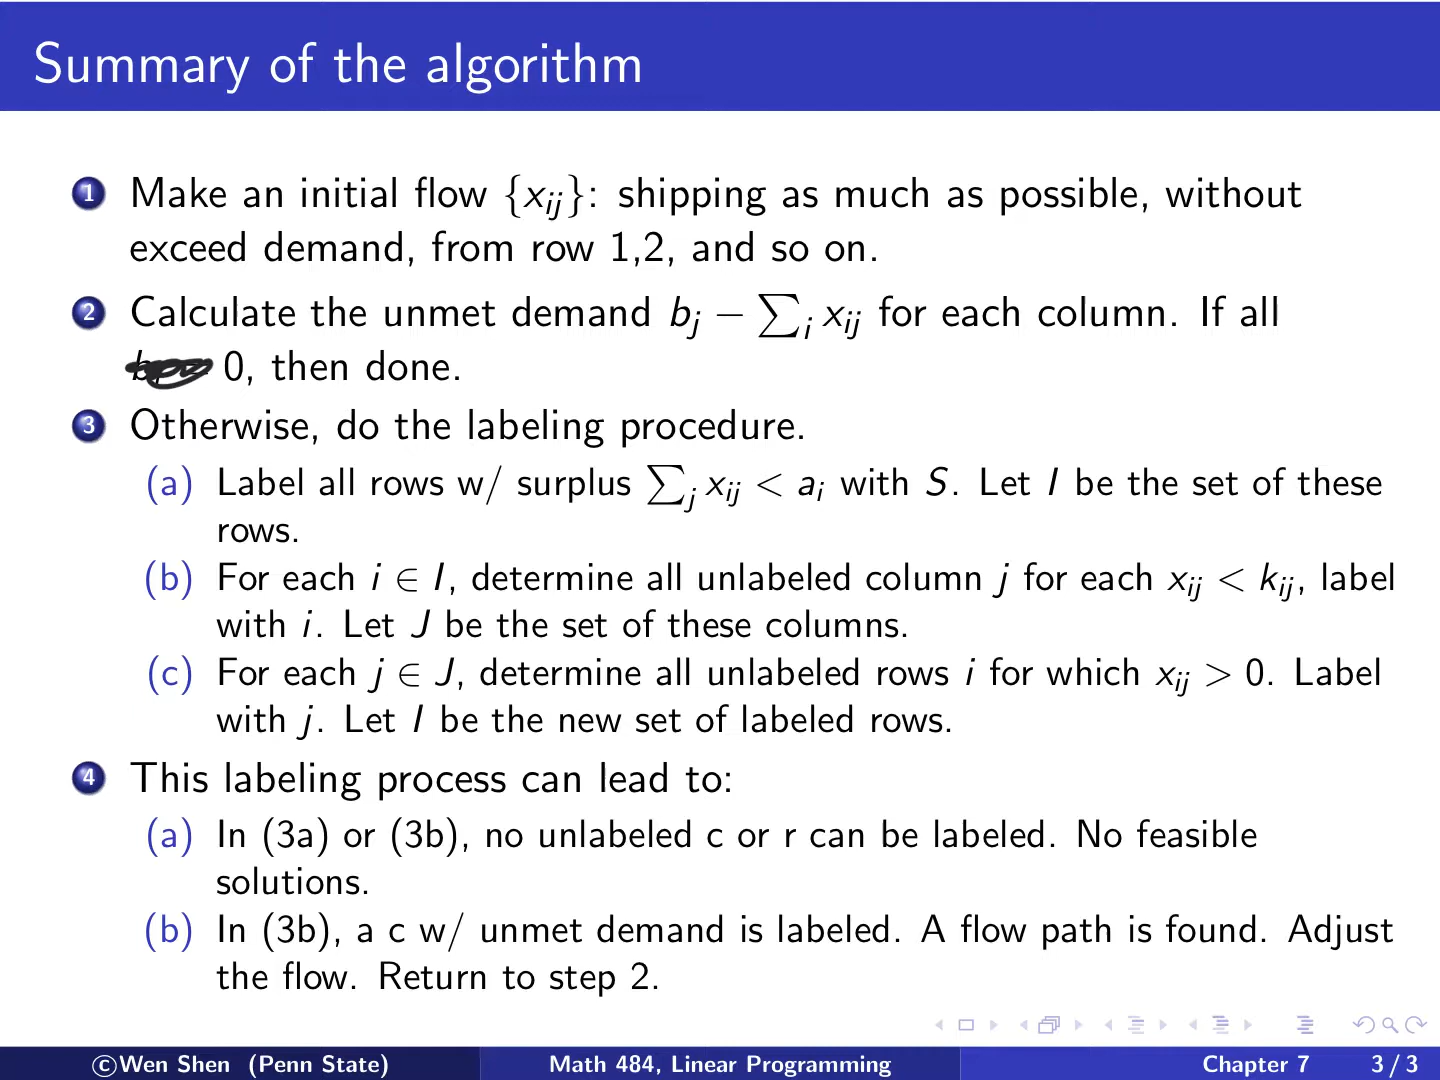 Summary of the algorithm
1 Make an initial flow {x_ij}: shipping as much as possible, without
exceed demand, from row 1,2, and so on.
2 Calculate the unmet demand b_j − ∑_i x_ij for each column. If all
0, then done.
3 Otherwise, do the labeling procedure.
(a) Label all rows w/ surplus ∑_j x_ij < a_i with S. Let I be the set of these
rows.
(b) For each i ∈ I, determine all unlabeled column j for each x_ij < k_ij, label
with i. Let J be the set of these columns.
(c) For each j ∈ J, determine all unlabeled rows i for which x_ij > 0. Label
with j. Let I be the new set of labeled rows.
4 This labeling process can lead to:
(a) In (3a) or (3b), no unlabeled c or r can be labeled. No feasible
solutions.
(b) In (3b), a c w/ unmet demand is labeled. A flow path is found. Adjust
the flow. Return to step 2.
©Wen Shen (Penn State) Math 484, Linear Programming Chapter 7 3 / 3